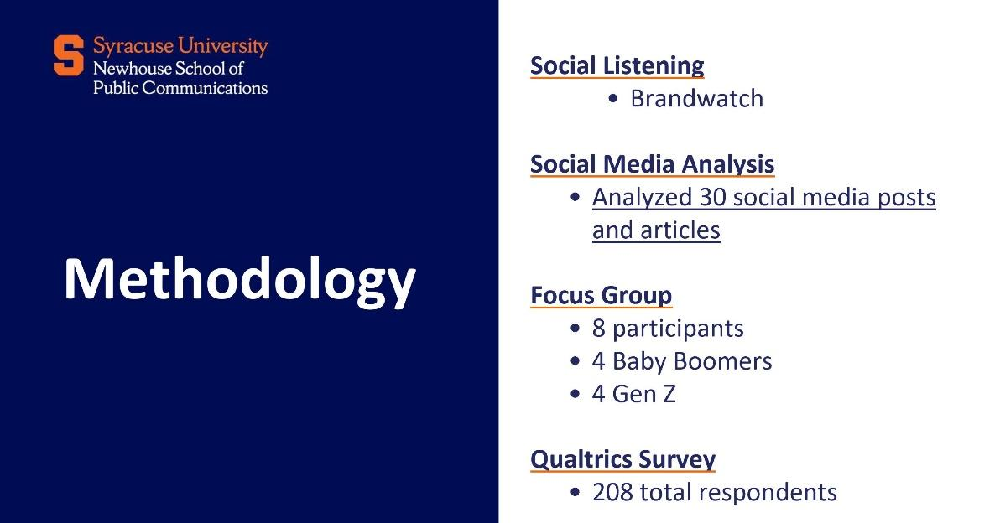 Syracuse University
Newhouse School of
Public Communications
Methodology
Social Listening
• Brandwatch
Social Media Analysis
• Analyzed 30 social media posts
and articles
Focus Group
• 8 participants
• 4 Baby Boomers
• 4 Gen Z
Qualtrics Survey
• 208 total respondents